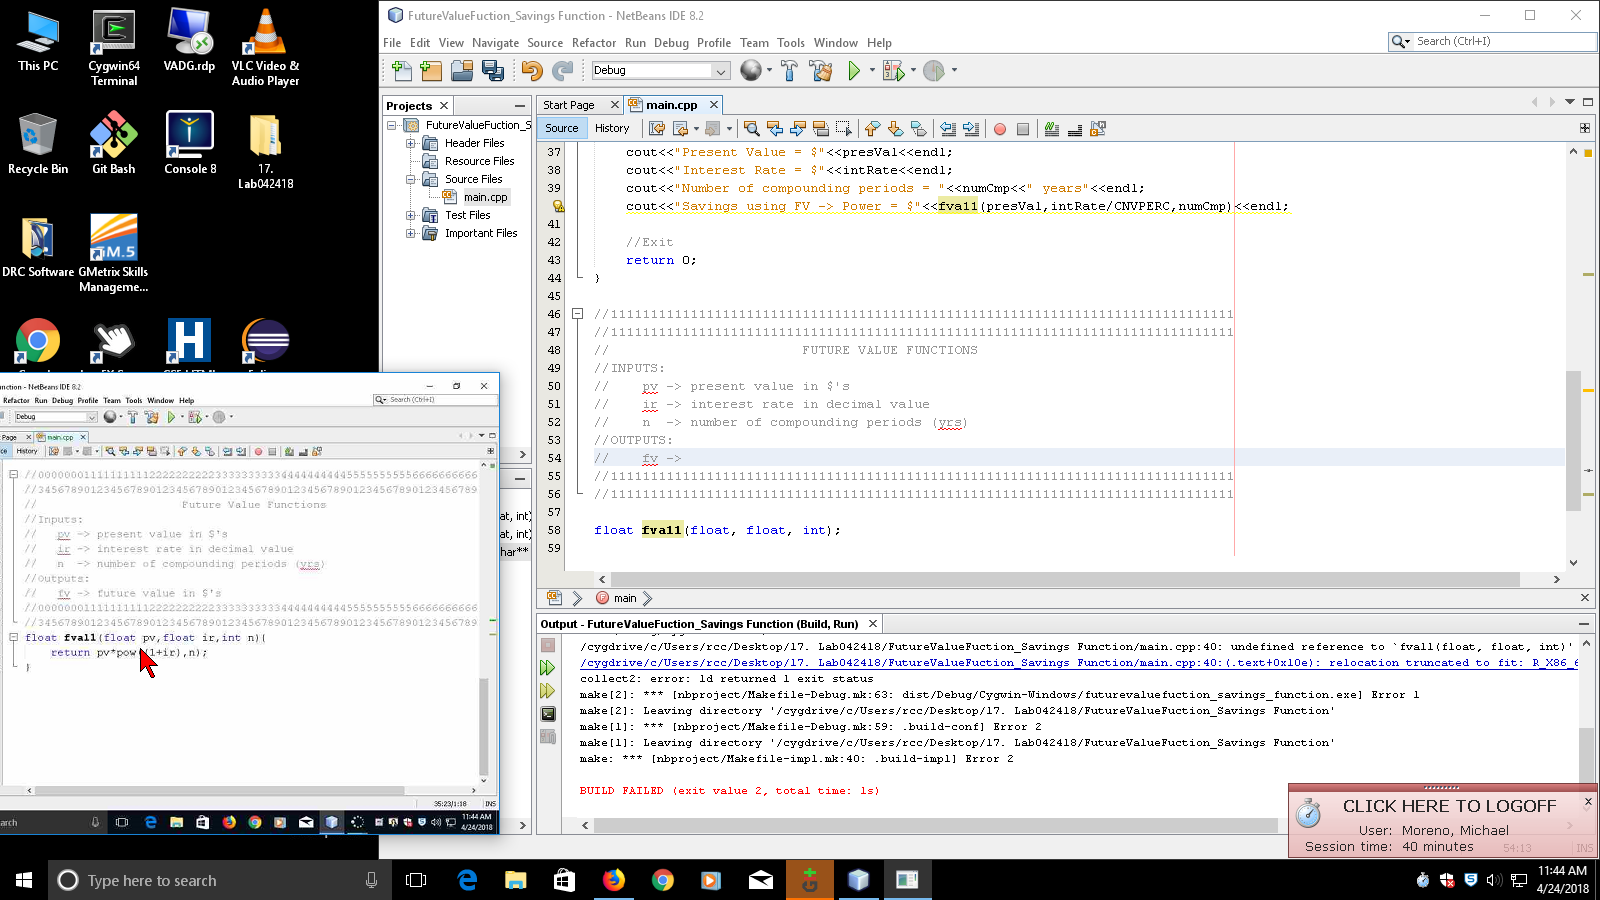 This PC
Cygwin64 Terminal
VADG.rdp
VLC Video & Audio Player
Recycle Bin
Git Bash
Console 8
17. Lab042418
DRC Software
GMetrix Skills Manageme...
FutureValueFuction_Savings Function - NetBeans IDE 8.2
File Edit View Navigate Source Refactor Run Debug Profile Team Tools Window Help
Search (Ctrl+I)
Debug
Projects
Start Page
main.cpp
Source
History
FutureValueFuction_S
Header Files
Resource Files
Source Files
main.cpp
Test Files
Important Files
37 cout<<"Present Value = $"<<presVal<<endl;
38 cout<<"Interest Rate = $"<<intRate<<endl;
39 cout<<"Number of compounding periods = "<<numCmp<<" years"<<endl;
cout<<"Savings using FV -> Power = $"<<fval1(presVal,intRate/CNVPERC,numCmp)<<endl;
41
42 //Exit
43 return 0;
44 }
45
46 //111111111111111111111111111111111111111111111111111111111111111111111111111111
47 //111111111111111111111111111111111111111111111111111111111111111111111111111111
48 // FUTURE VALUE FUNCTIONS
49 //INPUTS:
50 // pv -> present value in $'s
51 // ir -> interest rate in decimal value
52 // n -> number of compounding periods (yrs)
53 //OUTPUTS:
54 // fv ->
55 //111111111111111111111111111111111111111111111111111111111111111111111111111111
56 //111111111111111111111111111111111111111111111111111111111111111111111111111111
57
58 float fval1(float, float, int);
59
main
Output - FutureValueFuction_Savings Function (Build, Run)
/cygdrive/c/Users/rcc/Desktop/17. Lab042418/FutureValueFuction_Savings Function/main.cpp:40: undefined reference to `fval1(float, float, int)'
/cygdrive/c/Users/rcc/Desktop/17. Lab042418/FutureValueFuction_Savings Function/main.cpp:40:(.text+0x10e): relocation truncated to fit: R_X86_6
collect2: error: ld returned 1 exit status
make[2]: *** [nbproject/Makefile-Debug.mk:63: dist/Debug/Cygwin-Windows/futurevaluefuction_savings_function.exe] Error 1
make[2]: Leaving directory '/cygdrive/c/Users/rcc/Desktop/17. Lab042418/FutureValueFuction_Savings Function'
make[1]: *** [nbproject/Makefile-Debug.mk:59: .build-conf] Error 2
make[1]: Leaving directory '/cygdrive/c/Users/rcc/Desktop/17. Lab042418/FutureValueFuction_Savings Function'
make: *** [nbproject/Makefile-impl.mk:40: .build-impl] Error 2
BUILD FAILED (exit value 2, total time: 1s)
at, int)
at, int)
har**
nction - NetBeans IDE 8.2
Refactor Run Debug Profile Team Tools Window Help
Search (Ctrl+I)
Debug
Page
main.cpp
ce History
//0000000111111111122222222223333333333444444444455555555556666666
//3456789012345678901234567890123456789012345678901234567890123456789
// Future Value Functions
//Inputs:
// pv -> present value in $'s
// ir -> interest rate in decimal value
// n -> number of compounding periods (yrs)
//Outputs:
// fv -> future value in $'s
//0000000111111111122222222223333333333444444444455555555556666666
//3456789012345678901234567890123456789012345678901234567890123456789
float fval1(float pv,float ir,int n){
return pv*pow((1+ir),n);
}
35:23/1:18 INS
arch
11:44 AM
4/24/2018
CLICK HERE TO LOGOFF
User: Moreno, Michael
Session time: 40 minutes
54:13 INS
Type here to search
11:44 AM
4/24/2018